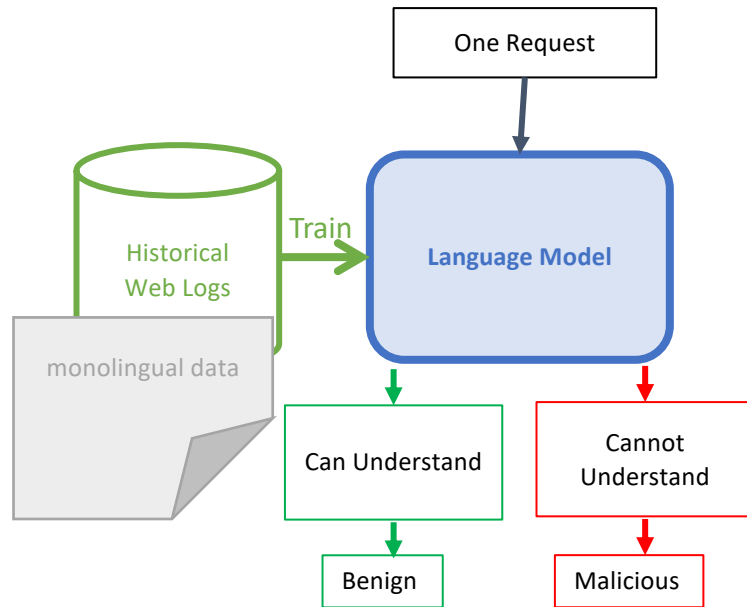 One Request
Train
Historical
Web Logs
Language Model
monolingual data
Can Understand
Cannot
Understand
Benign
Malicious